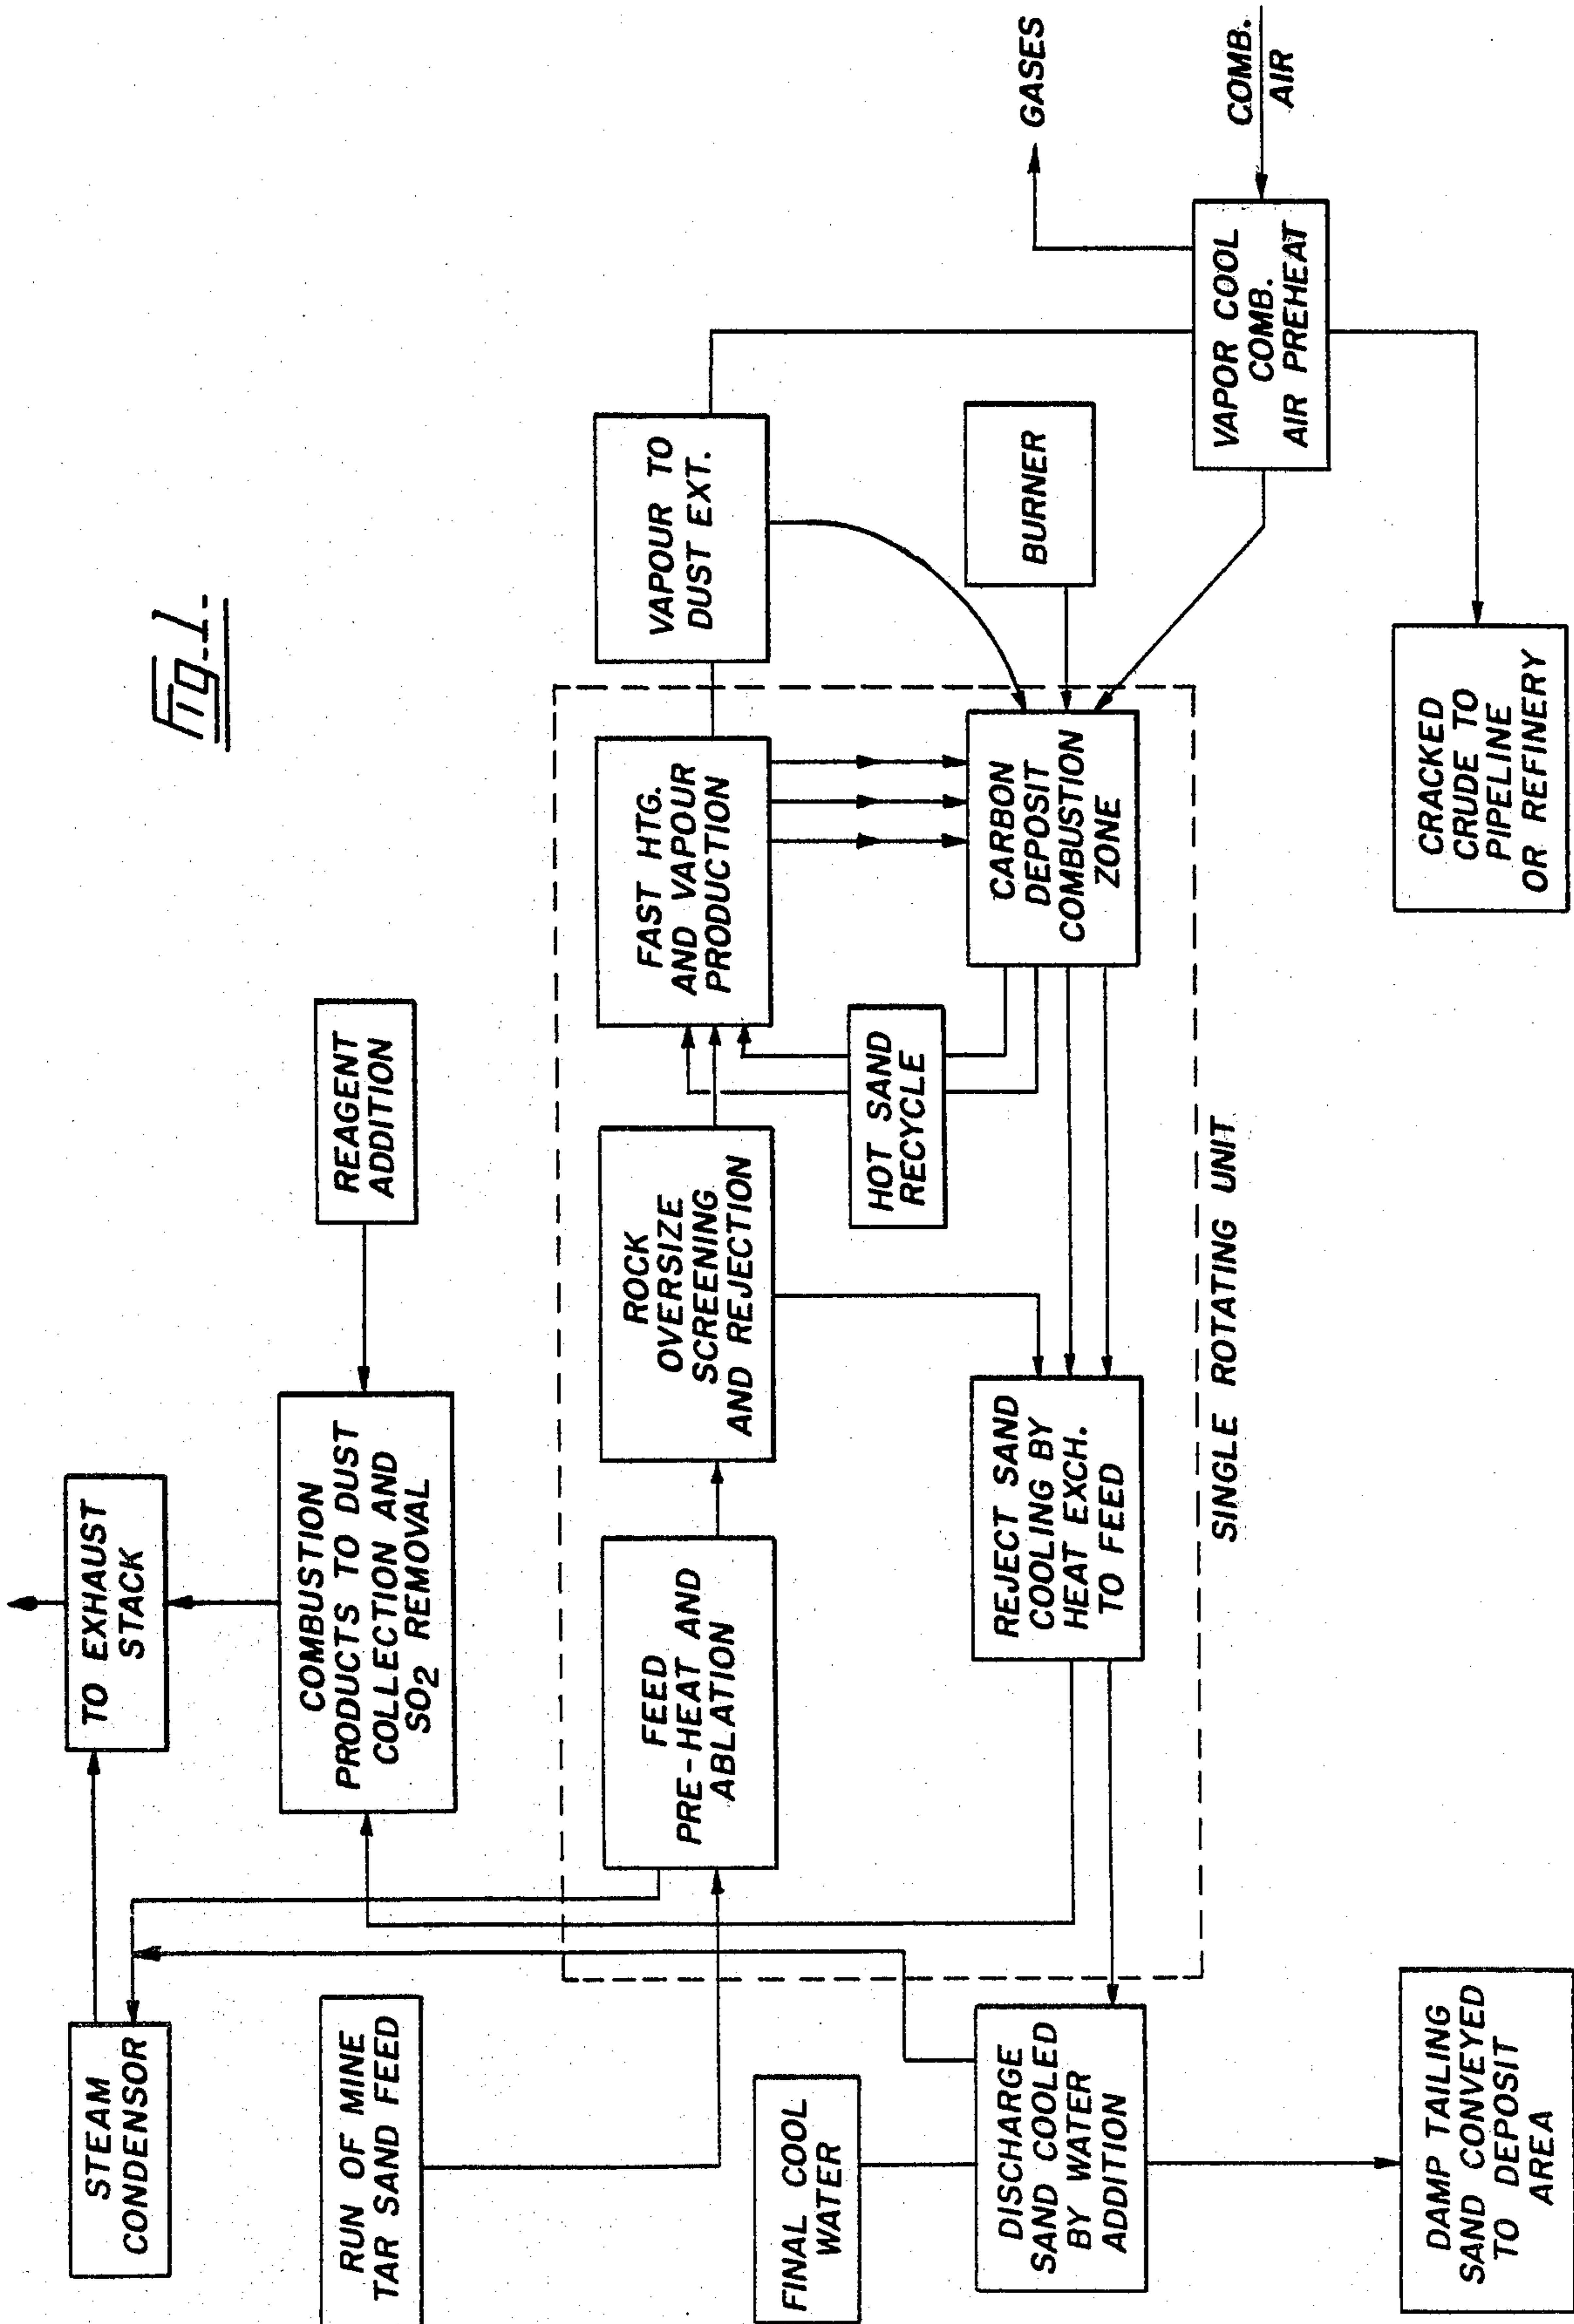 Fig. 1.
STEAM
CONDENSOR
TO EXHAUST
STACK
RUN OF MINE
TAR SAND FEED
COMBUSTION
PRODUCTS TO DUST
COLLECTION AND
SO2 REMOVAL
REAGENT
ADDITION
FEED
PRE-HEAT AND
ABLATION
ROCK
OVERSIZE
SCREENING
AND REJECTION
FAST HTG.
AND VAPOUR
PRODUCTION
VAPOUR TO
DUST EXT.
HOT SAND
RECYCLE
BURNER
GASES
FINAL COOL
WATER
DISCHARGE
SAND COOLED
BY WATER
ADDITION
REJECT SAND
COOLING BY
HEAT EXCH.
TO FEED
CARBON
DEPOSIT
COMBUSTION
ZONE
VAPOR COOL
COMB.
AIR PREHEAT
COMB.
AIR
SINGLE ROTATING UNIT
DAMP TAILING
SAND CONVEYED
TO DEPOSIT
AREA
CRACKED
CRUDE TO
PIPELINE
OR REFINERY